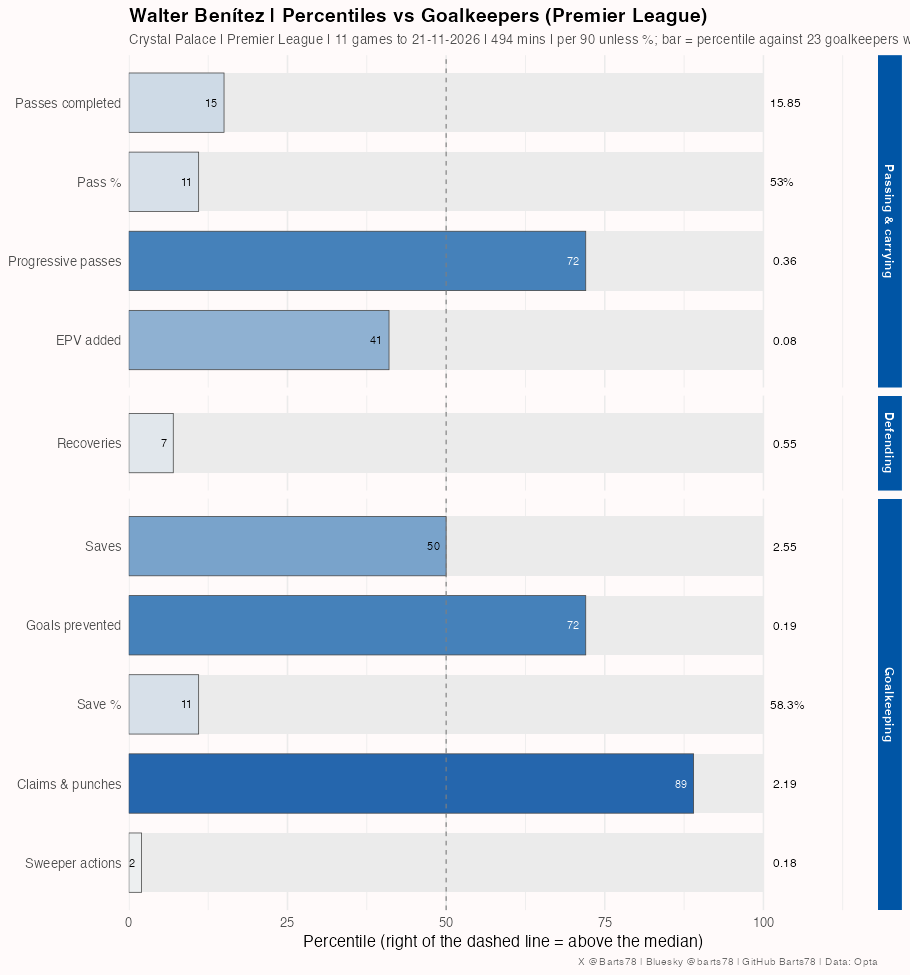 Walter Benítez | Percentiles vs Goalkeepers (Premier League)
Crystal Palace | Premier League | 11 games to 21-11-2026 | 494 mins | per 90 unless %; bar = percentile against 23 goalkeepers w
Passes completed 15 15.85
Pass % 11 53%
Progressive passes 72 0.36
EPV added 41 0.08
Passing & carrying
Recoveries 7 0.55
Defending
Saves 50 2.55
Goals prevented 72 0.19
Save % 11 58.3%
Claims & punches 89 2.19
Sweeper actions 2 0.18
Goalkeeping
0 25 50 75 100
Percentile (right of the dashed line = above the median)
X @Barts78 | Bluesky @barts78 | GitHub Barts78 | Data: Opta